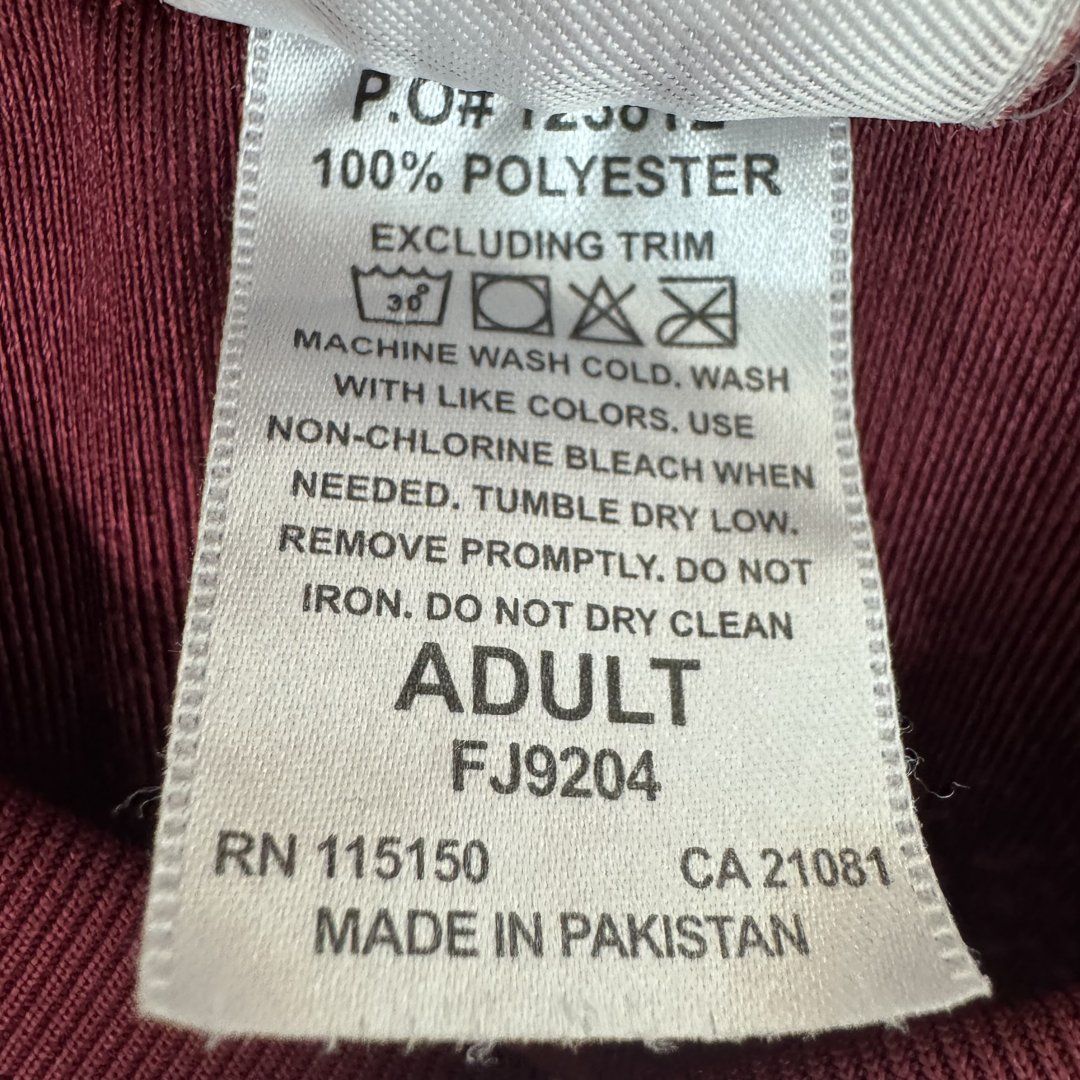 P.O#
100% POLYESTER
EXCLUDING TRIM
30°
MACHINE WASH COLD. WASH
WITH LIKE COLORS. USE
NON-CHLORINE BLEACH WHEN
NEEDED. TUMBLE DRY LOW.
REMOVE PROMPTLY. DO NOT
IRON. DO NOT DRY CLEAN
ADULT
FJ9204
RN 115150 CA 21081
MADE IN PAKISTAN